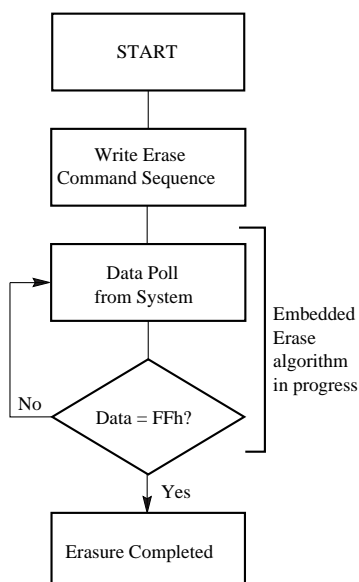 START
Write Erase
Command Sequence
Data Poll
from System
Embedded
Erase
algorithm
in progress
No
Data = FFh?
Yes
Erasure Completed